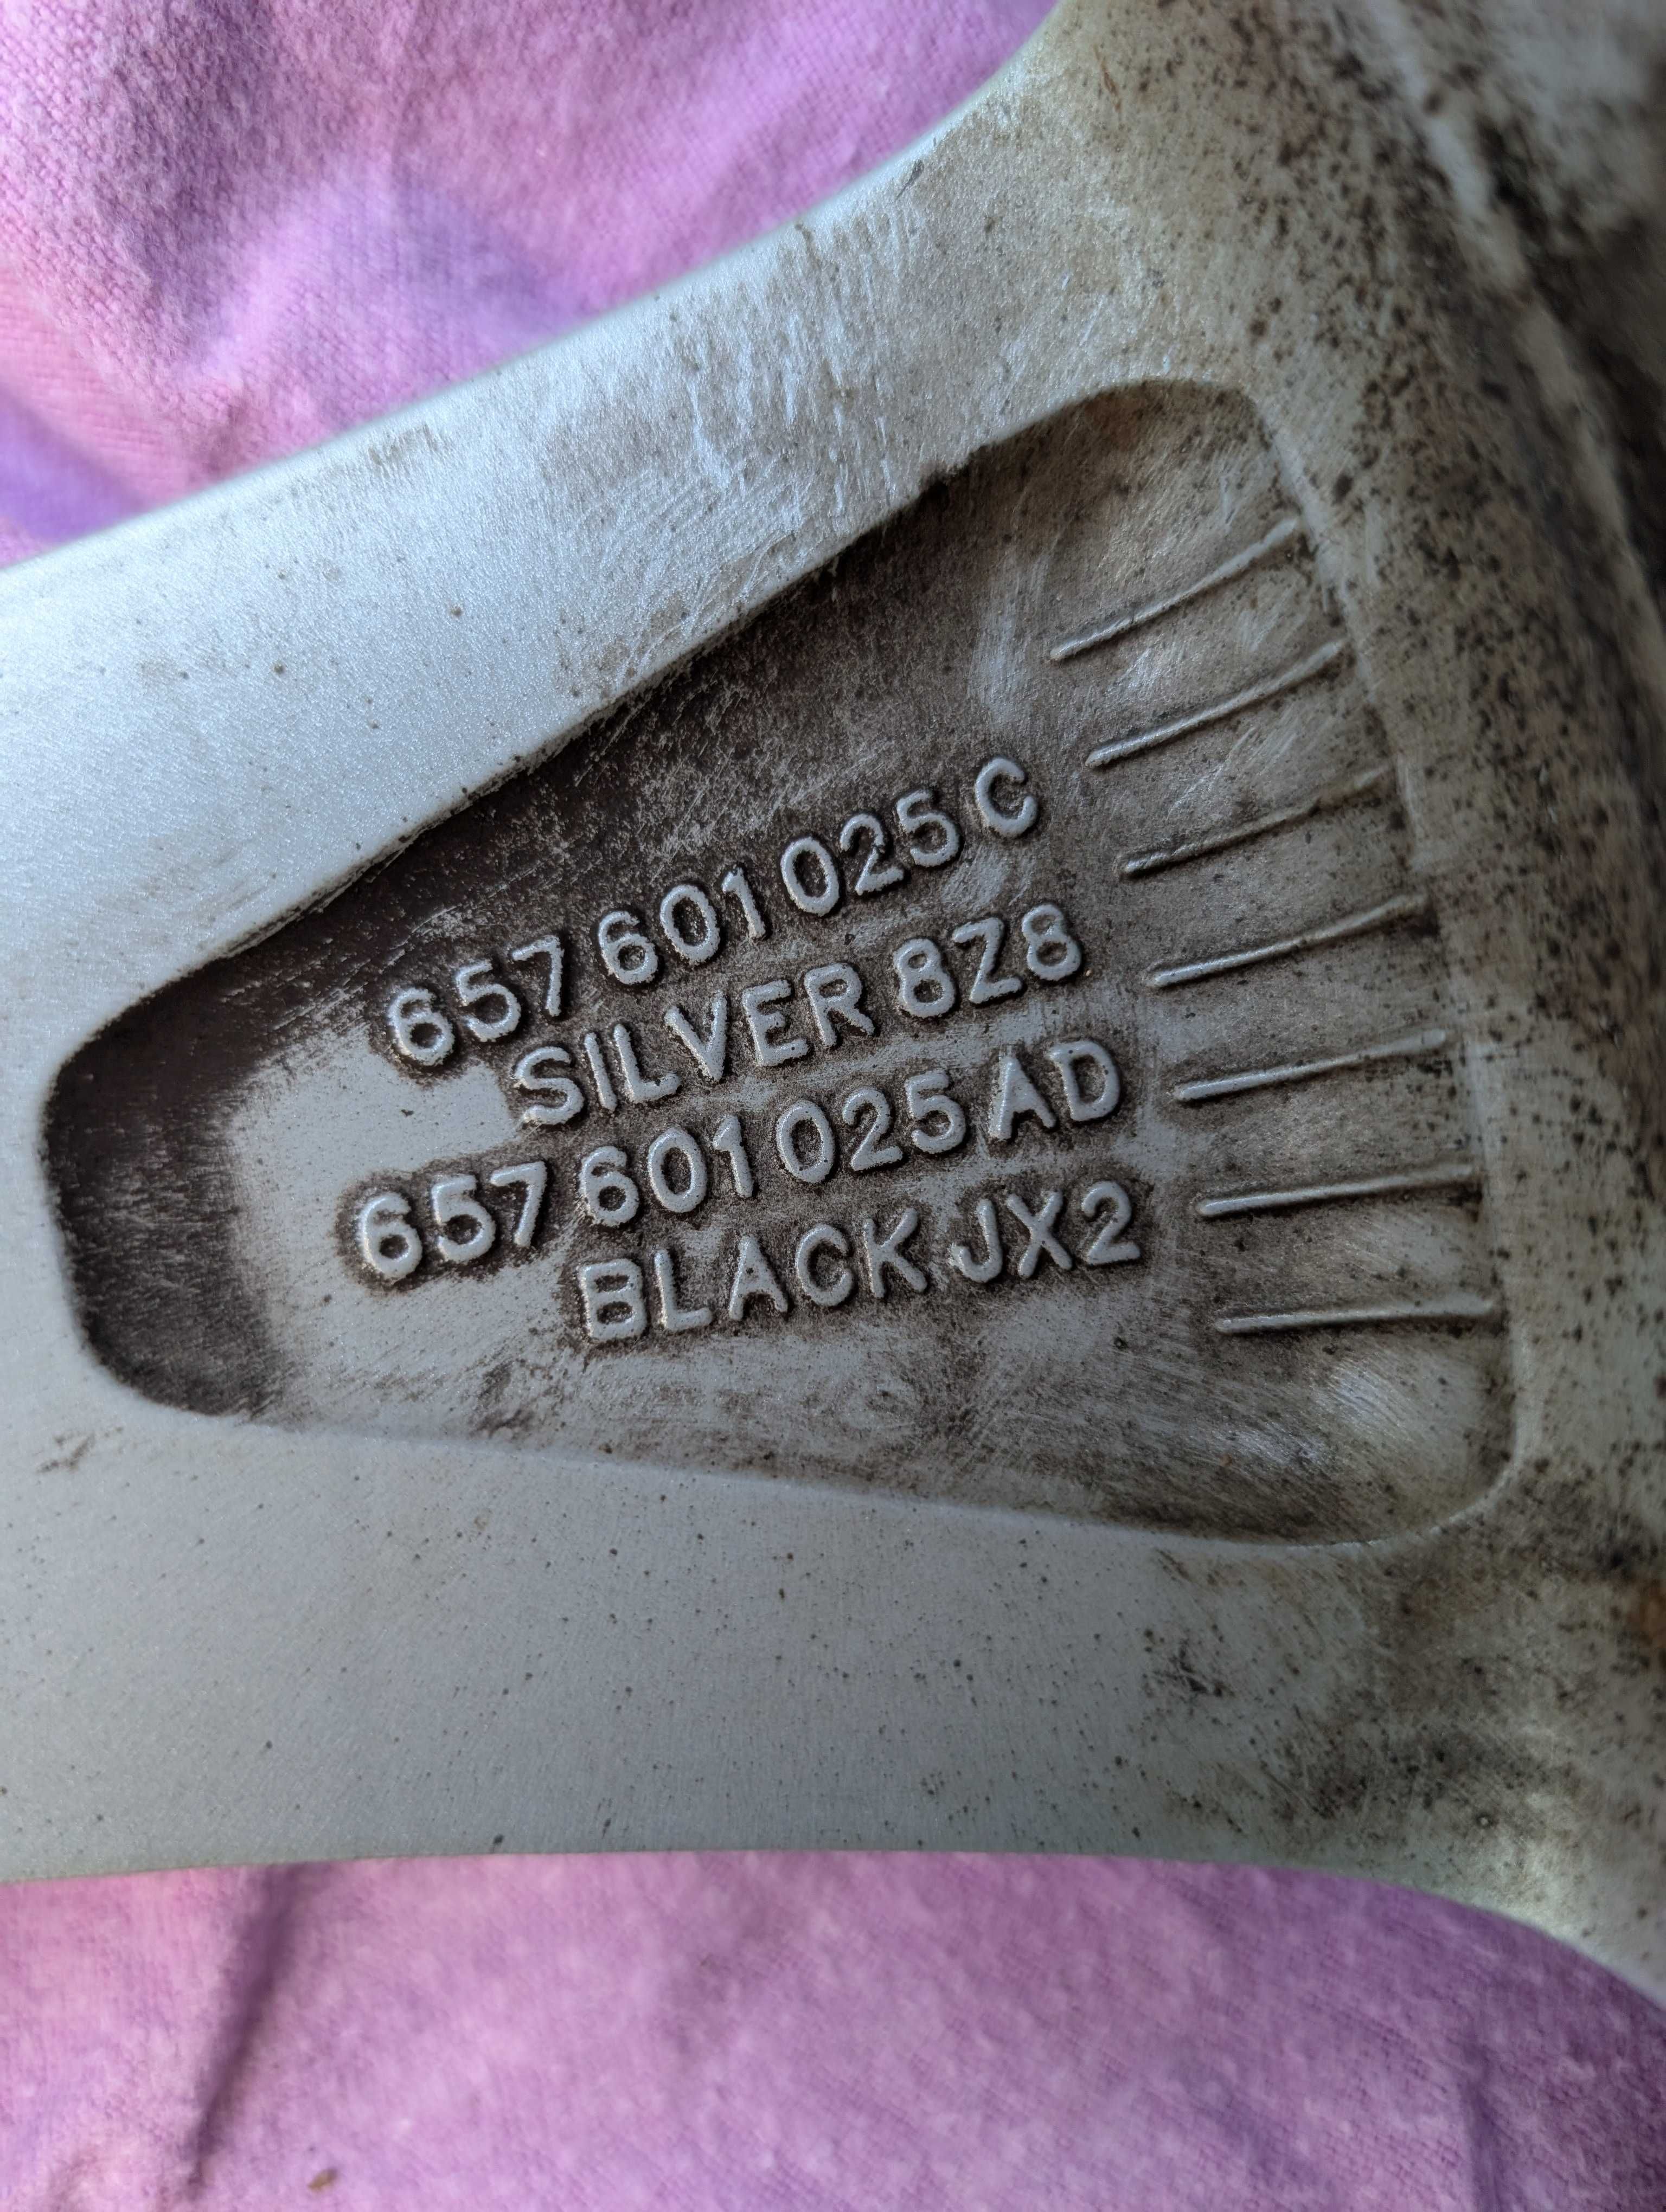 657 601 025 C
SILVER 8Z8
657 601 025 AD
BLACK JX2